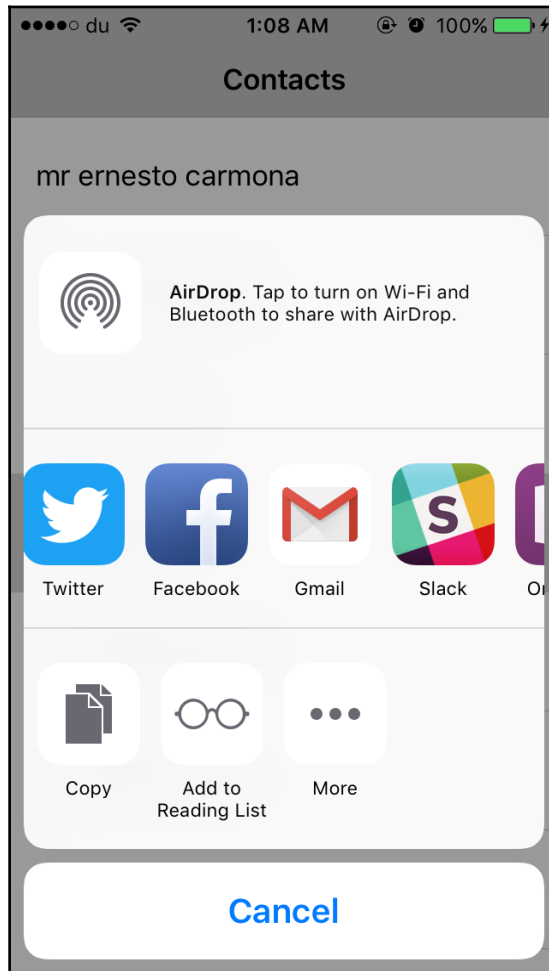 du 1:08 AM 100%
Contacts
mr ernesto carmona
AirDrop. Tap to turn on Wi-Fi and
Bluetooth to share with AirDrop.
Twitter Facebook Gmail Slack
Copy Add to More
Reading List
Cancel